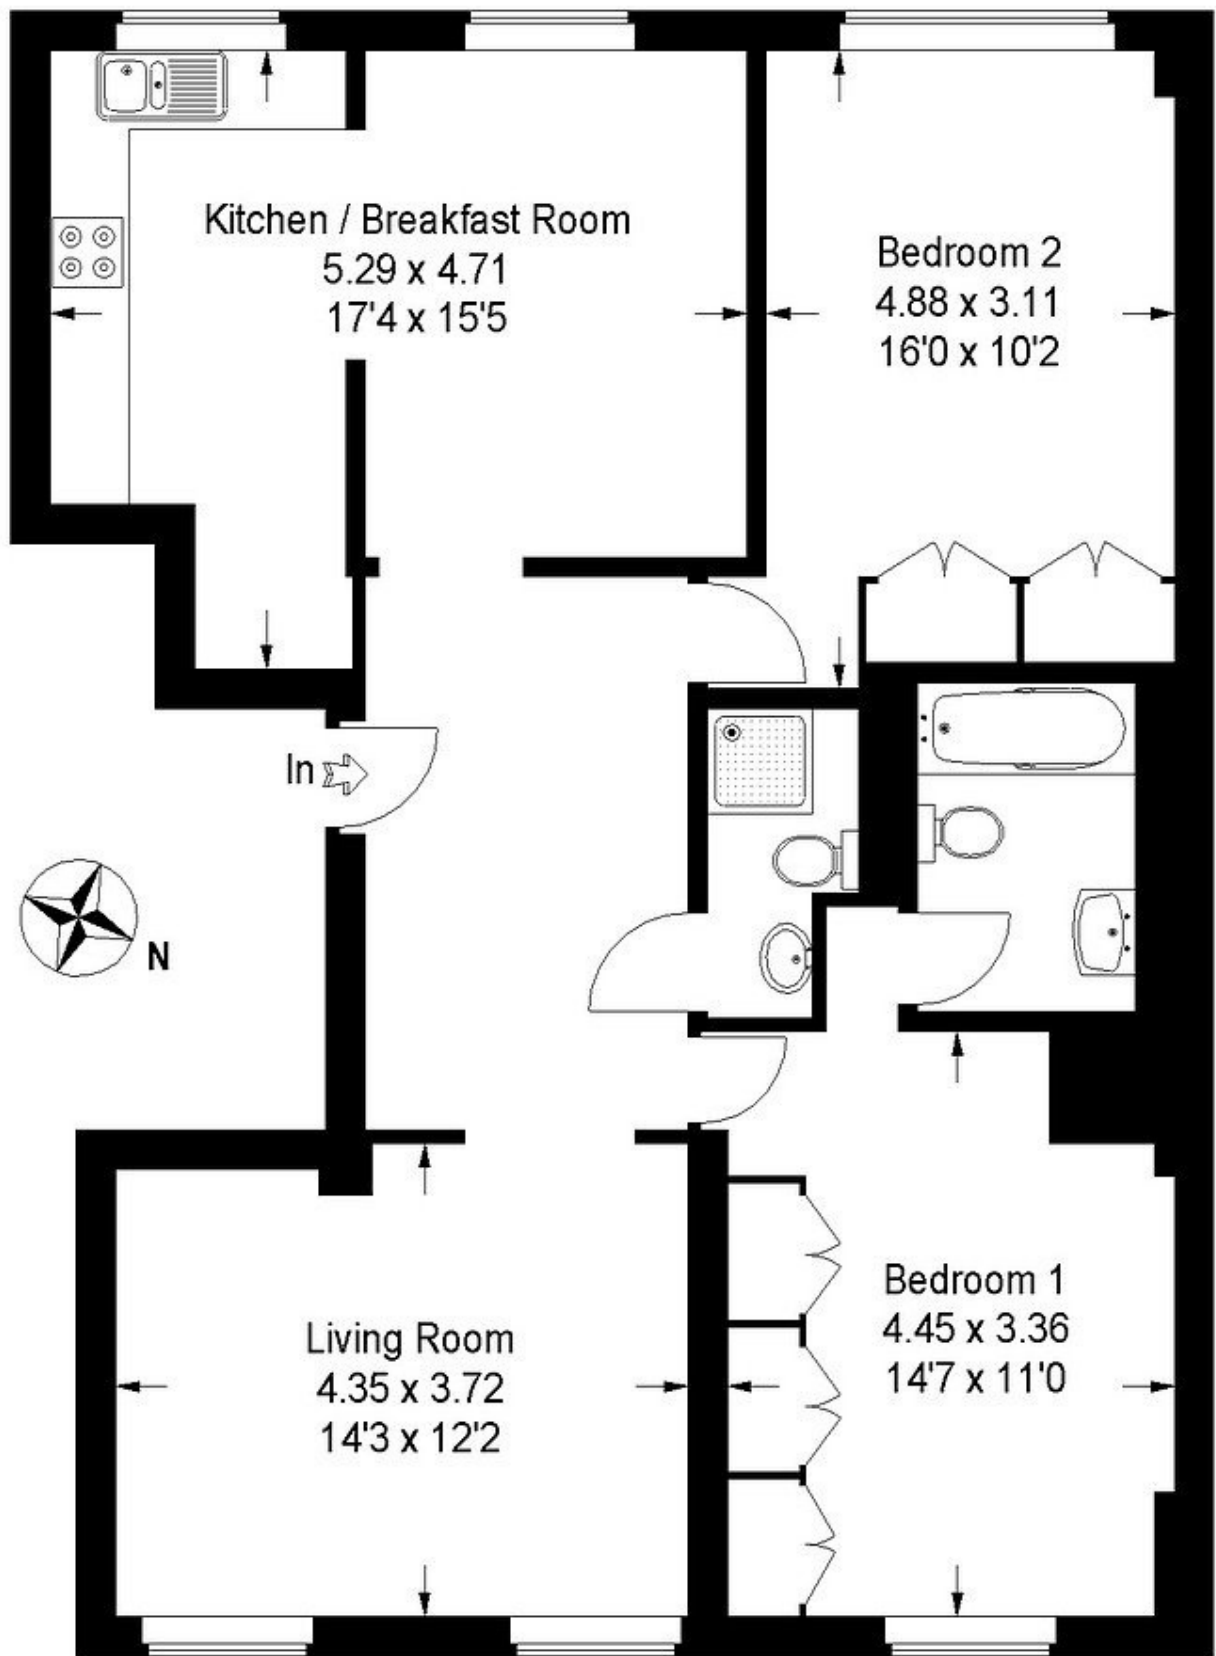 Kitchen / Breakfast Room
5.29 x 4.71
17'4 x 15'5
Bedroom 2
4.88 x 3.11
16'0 x 10'2
In
N
Living Room
4.35 x 3.72
14'3 x 12'2
Bedroom 1
4.45 x 3.36
14'7 x 11'0